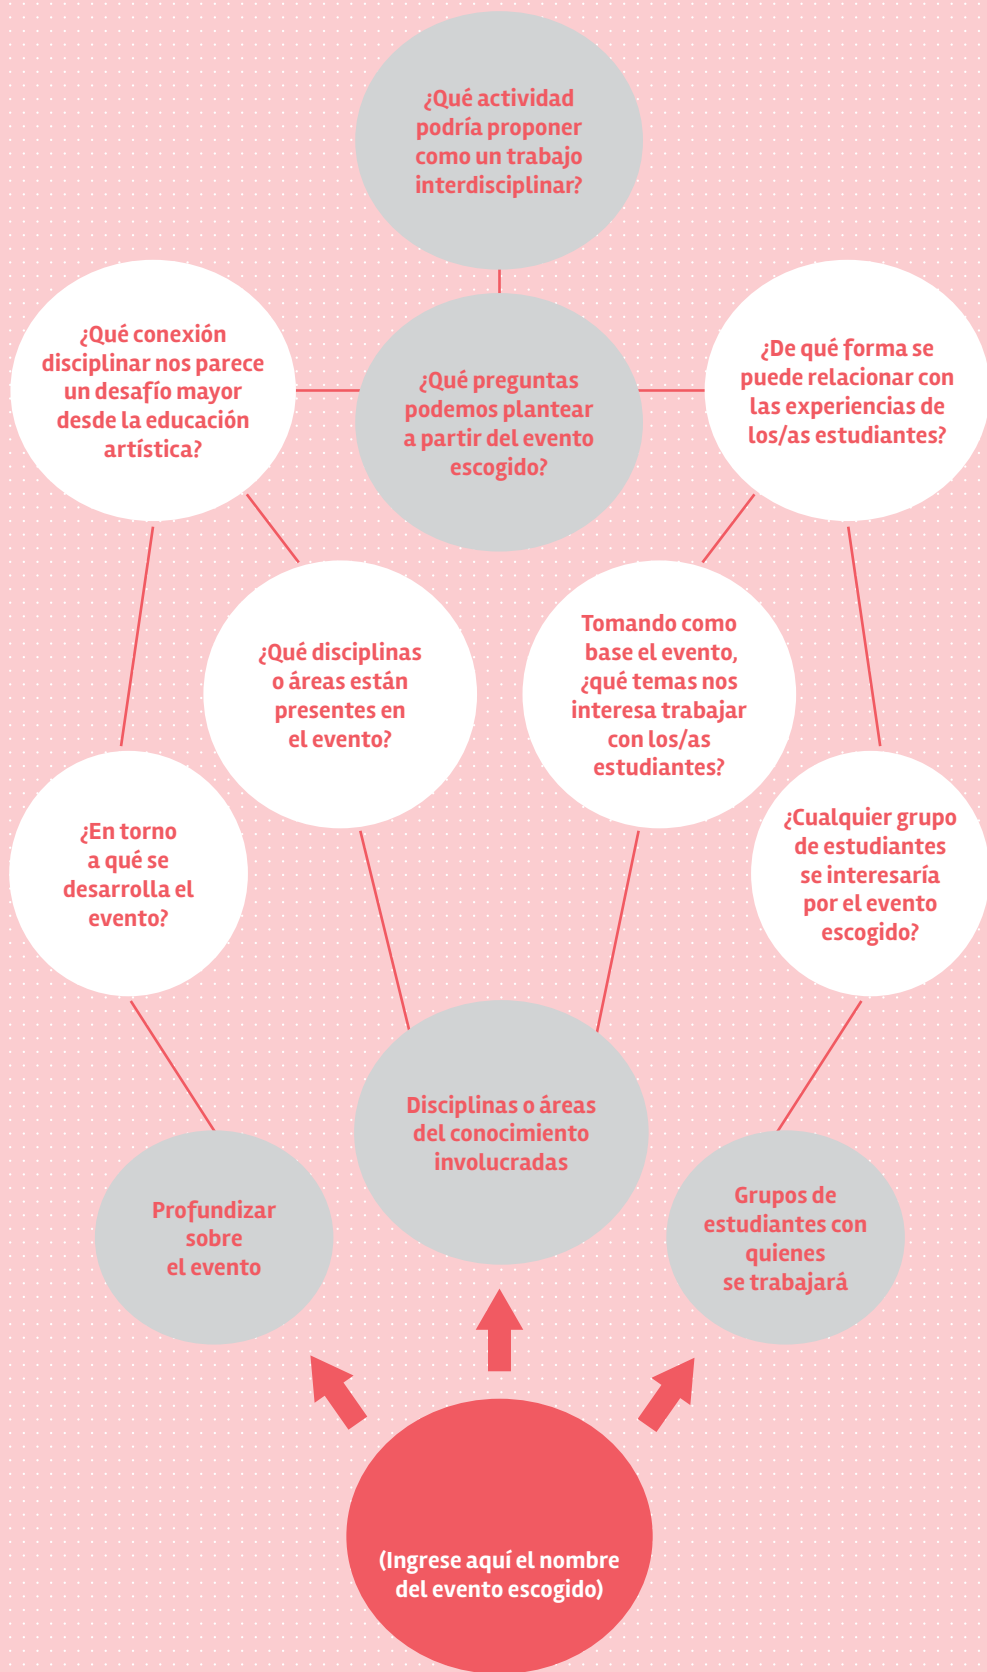 ¿Qué actividad
podría proponer
como un trabajo
interdisciplinar?
¿Qué conexión
disciplinar nos parece
un desafío mayor
desde la educación
artística?
¿Qué preguntas
podemos plantear
a partir del evento
escogido?
¿De qué forma se
puede relacionar con
las experiencias de
los/as estudiantes?
¿Qué disciplinas
o áreas están
presentes en
el evento?
Tomando como
base el evento,
¿qué temas nos
interesa trabajar
con los/as
estudiantes?
¿En torno
a qué se
desarrolla el
evento?
¿Cualquier grupo
de estudiantes
se interesaría
por el evento
escogido?
Profundizar
sobre
el evento
Disciplinas o áreas
del conocimiento
involucradas
Grupos de
estudiantes con
quienes
se trabajará
(Ingrese aquí el nombre
del evento escogido)